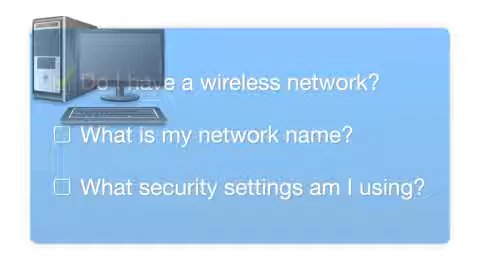 Do I have a wireless network?
What is my network name?
What security settings am I using?